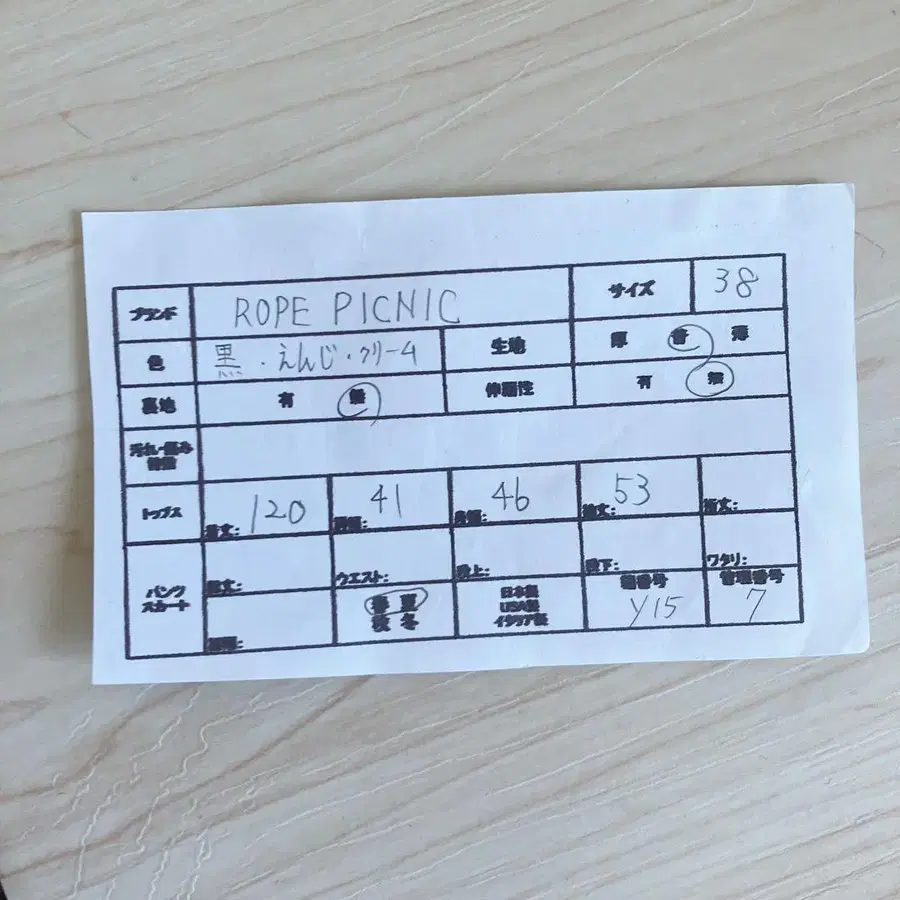 ブランド ROPE PICNIC サイズ 38
色 黒・えんじ・クリーム 生地 厚 普 薄
裏地 有 無 伸縮性 有 無
汚れ・傷み
トップス 着丈: 120 肩幅: 41 身幅: 46 袖丈: 53 裄丈:
パンツ 総丈: ウエスト: 股上: 股下: ワタリ:
スカート 裾幅: 春夏 秋冬 日本製 USA製 イタリア製 箱番号 Y15 管理番号 7